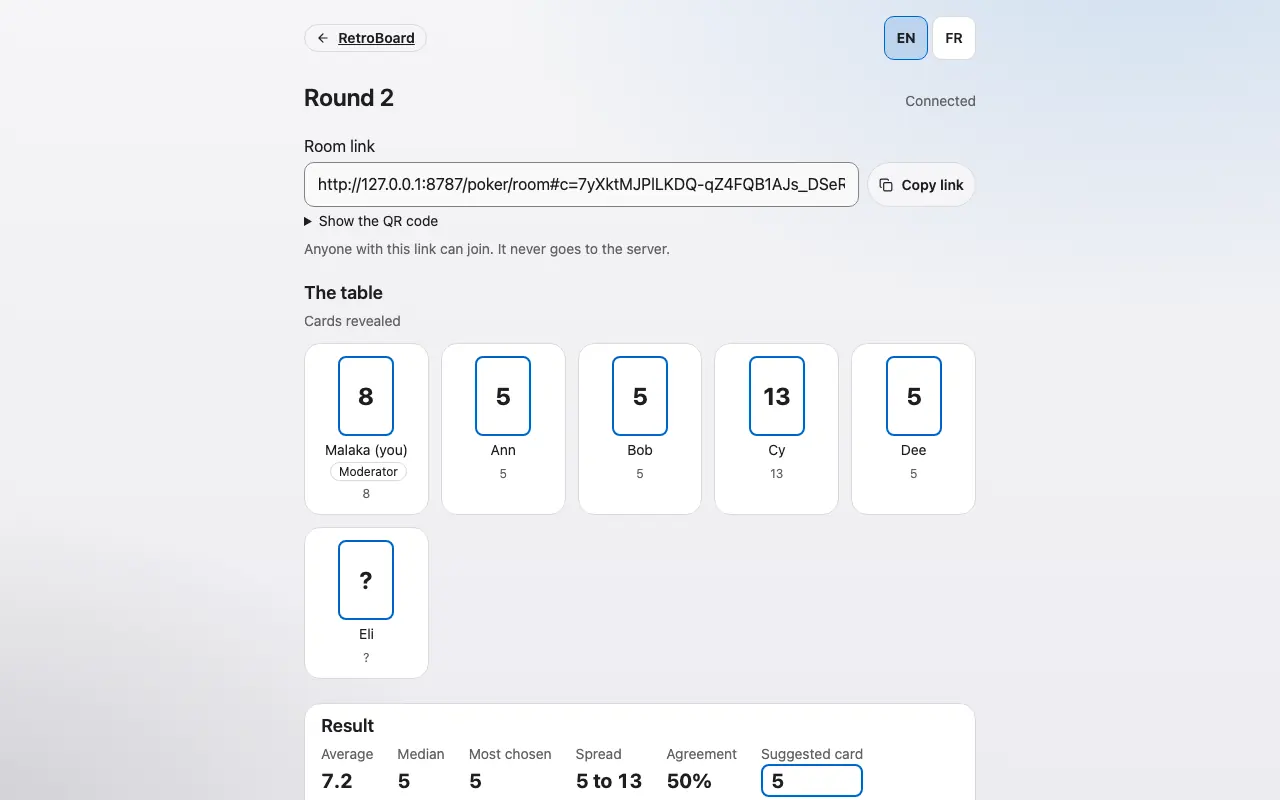 ← RetroBoard
EN FR
Round 2
Connected
Room link
http://127.0.0.1:8787/poker/room#c=7yXktMJPlLKDQ-qZ4FQB1AJs_DSeR
Copy link
Show the QR code
Anyone with this link can join. It never goes to the server.
The table
Cards revealed
8 5 5 13 5
Malaka (you) Ann Bob Cy Dee
Moderator 5 5 13 5
8
?
Eli
?
Result
Average Median Most chosen Spread Agreement Suggested card
7.2 5 5 5 to 13 50% 5